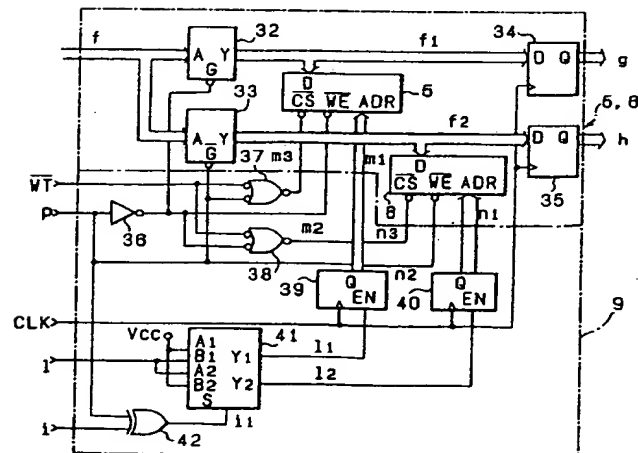 f
A Y
G
32
f1
34
D Q
g
33
D
CS WE ADR
5
5, 8
A Y
G
f2
D Q
h
35
m3
37
m1
D
CS WE ADR
8
WT
P
36
m2
38
n3
n1
n2
39
Q
EN
40
Q
EN
CLK
VCC
41
9
A1
B1 Y1
A2
B2 Y2
S
l1
l2
l
i
42
i1